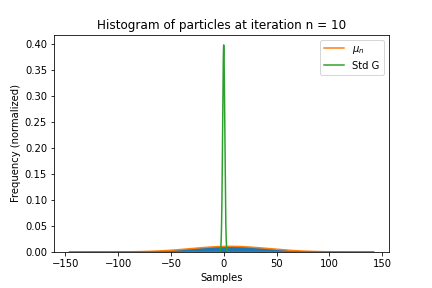 Histogram of particles at iteration n = 10
Frequency (normalized)
0.40
0.35
0.30
0.25
0.20
0.15
0.10
0.05
0.00
μn
Std G
−150 −100 −50 0 50 100 150
Samples